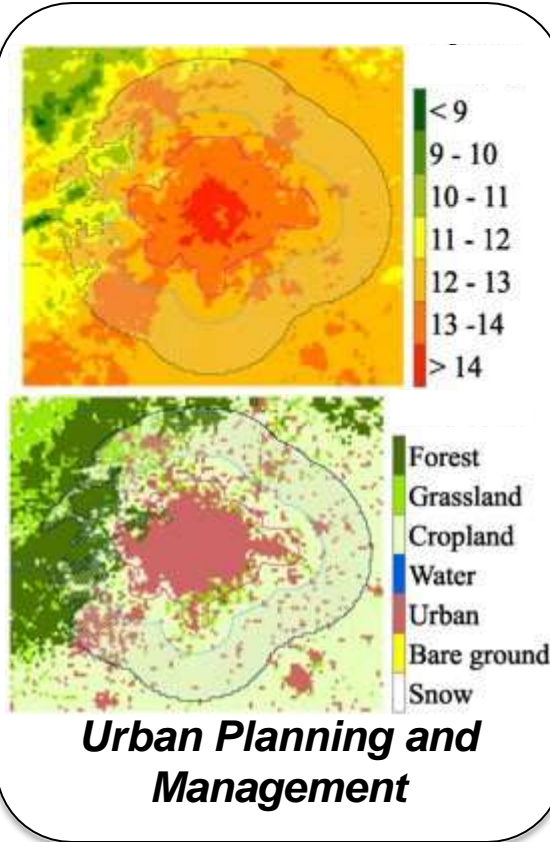 < 9
9 - 10
10 - 11
11 - 12
12 - 13
13 -14
> 14
Forest
Grassland
Cropland
Water
Urban
Bare ground
Snow
Urban Planning and
Management